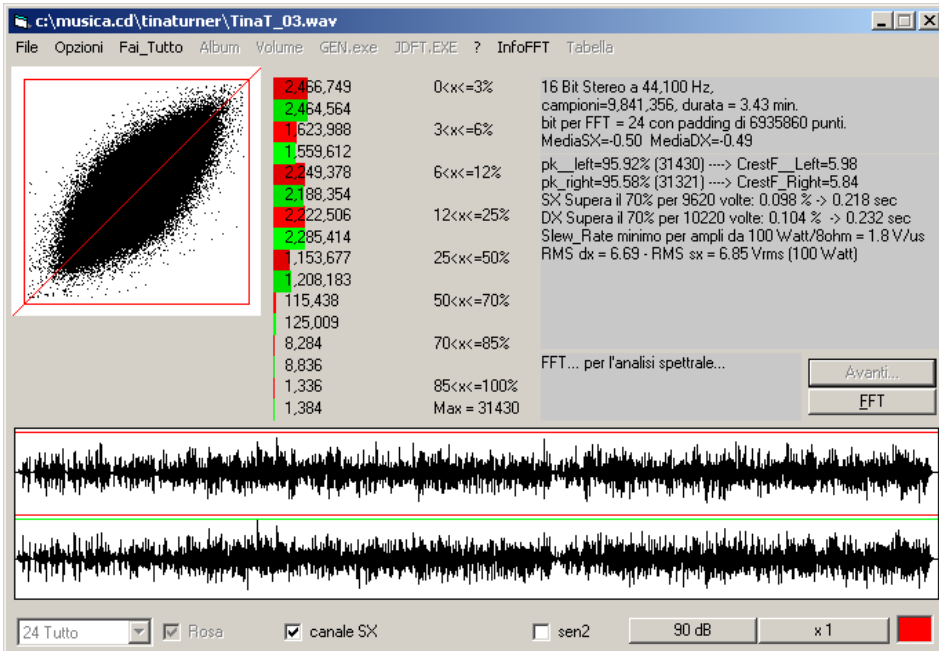 c:\musica.cd\tinaturner\TinaT_03.wav
File Opzioni Fai_Tutto Album Volume GEN.exe JDFT.EXE ? InfoFFT Tabella
2,466,749 0<x<=3%
2,464,564
1,623,988 3<x<=6%
1,559,612
2,249,378 6<x<=12%
2,188,354
2,222,506 12<x<=25%
2,285,414
1,153,677 25<x<=50%
1,208,183
115,438 50<x<=70%
125,009
8,284 70<x<=85%
8,836
1,336 85<x<=100%
1,384 Max = 31430
16 Bit Stereo a 44,100 Hz,
campioni=9,841,356, durata = 3.43 min.
bit per FFT = 24 con padding di 6935860 punti.
MediaSX=-0.50 MediaDX=-0.49
pk__left=95.92% (31430) ----> CrestF__Left=5.98
pk_right=95.58% (31321) ----> CrestF_Right=5.84
SX Supera il 70% per 9620 volte: 0.098 % -> 0.218 sec
DX Supera il 70% per 10220 volte: 0.104 % -> 0.232 sec
Slew_Rate minimo per ampli da 100 Watt/8ohm = 1.8 V/us
RMS dx = 6.69 - RMS sx = 6.85 Vrms (100 Watt)
FFT... per l'analisi spettrale...
Avanti...
FFT
24 Tutto Rosa canale SX sen2 90 dB x 1